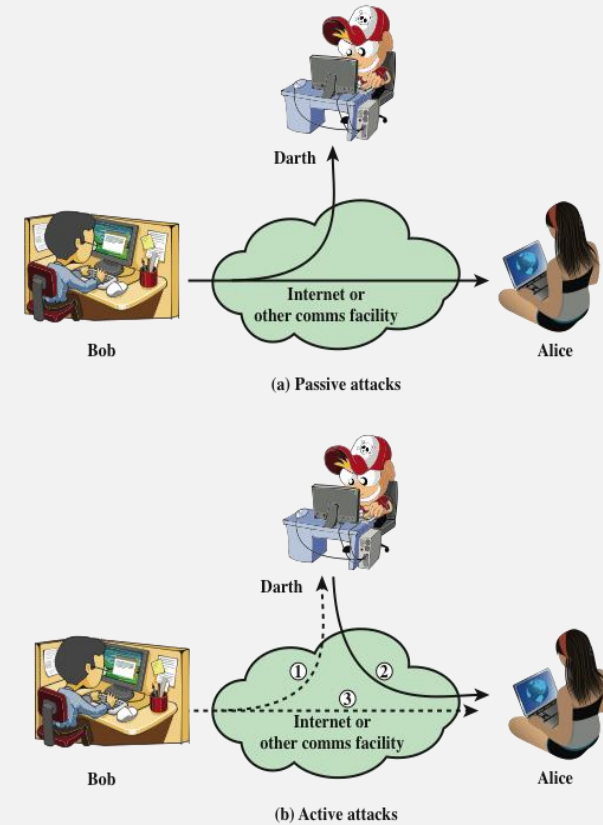 Darth
Internet or
other comms facility
Bob
Alice
(a) Passive attacks
Darth
①
②
③
Internet or
other comms facility
Bob
Alice
(b) Active attacks